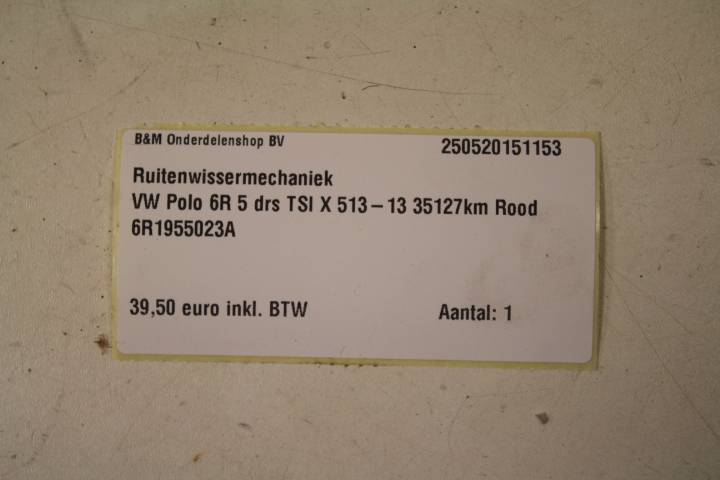 B&M Onderdelenshop BV 250520151153
Ruitenwissermechaniek
VW Polo 6R 5 drs TSI X 513-13 35127km Rood
6R1955023A
39,50 euro inkl. BTW Aantal: 1